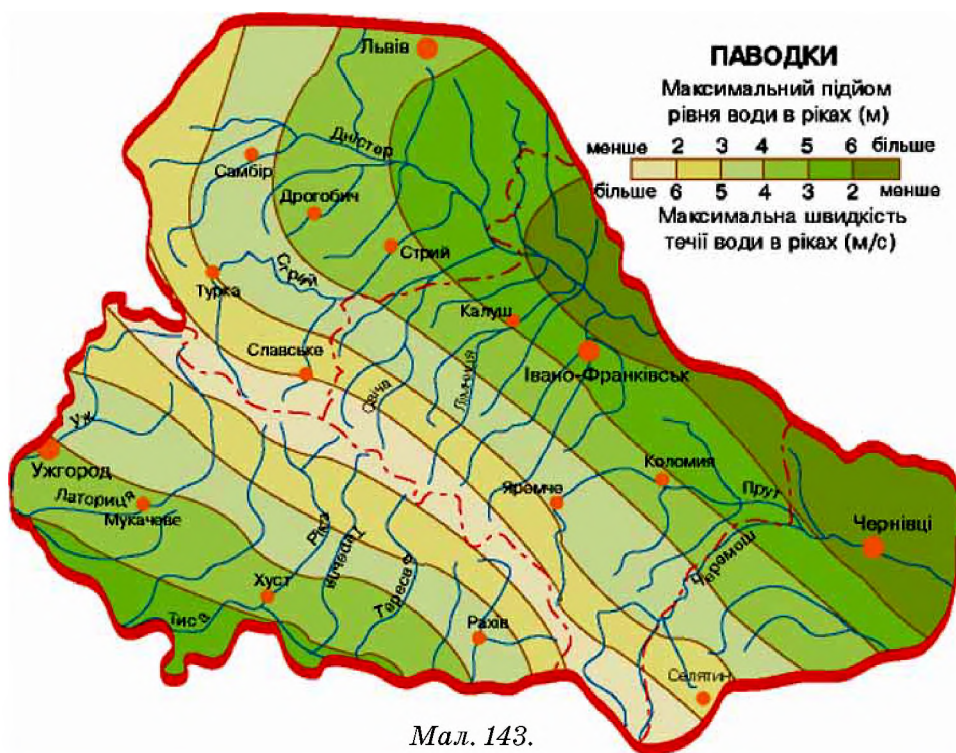 ПАВОДКИ
Максимальний підйом
рівня води в ріках (м)
менше 2 3 4 5 6 більше
більше 6 5 4 3 2 менше
Максимальна швидкість
течії води в ріках (м/с)
Львів
Дністер
Самбір
Дрогобич
Стрий
Стрий
Турка
Калуш
Славське
Івано-Франківськ
Свіча
Лімниця
Уж
Ужгород
Латориця
Мукачеве
Коломия
Яремче
Прут
Чернівці
Ріка
Теребля
Тересва
Черемош
Хуст
Тиса
Рахів
Селятин
Мал. 143.